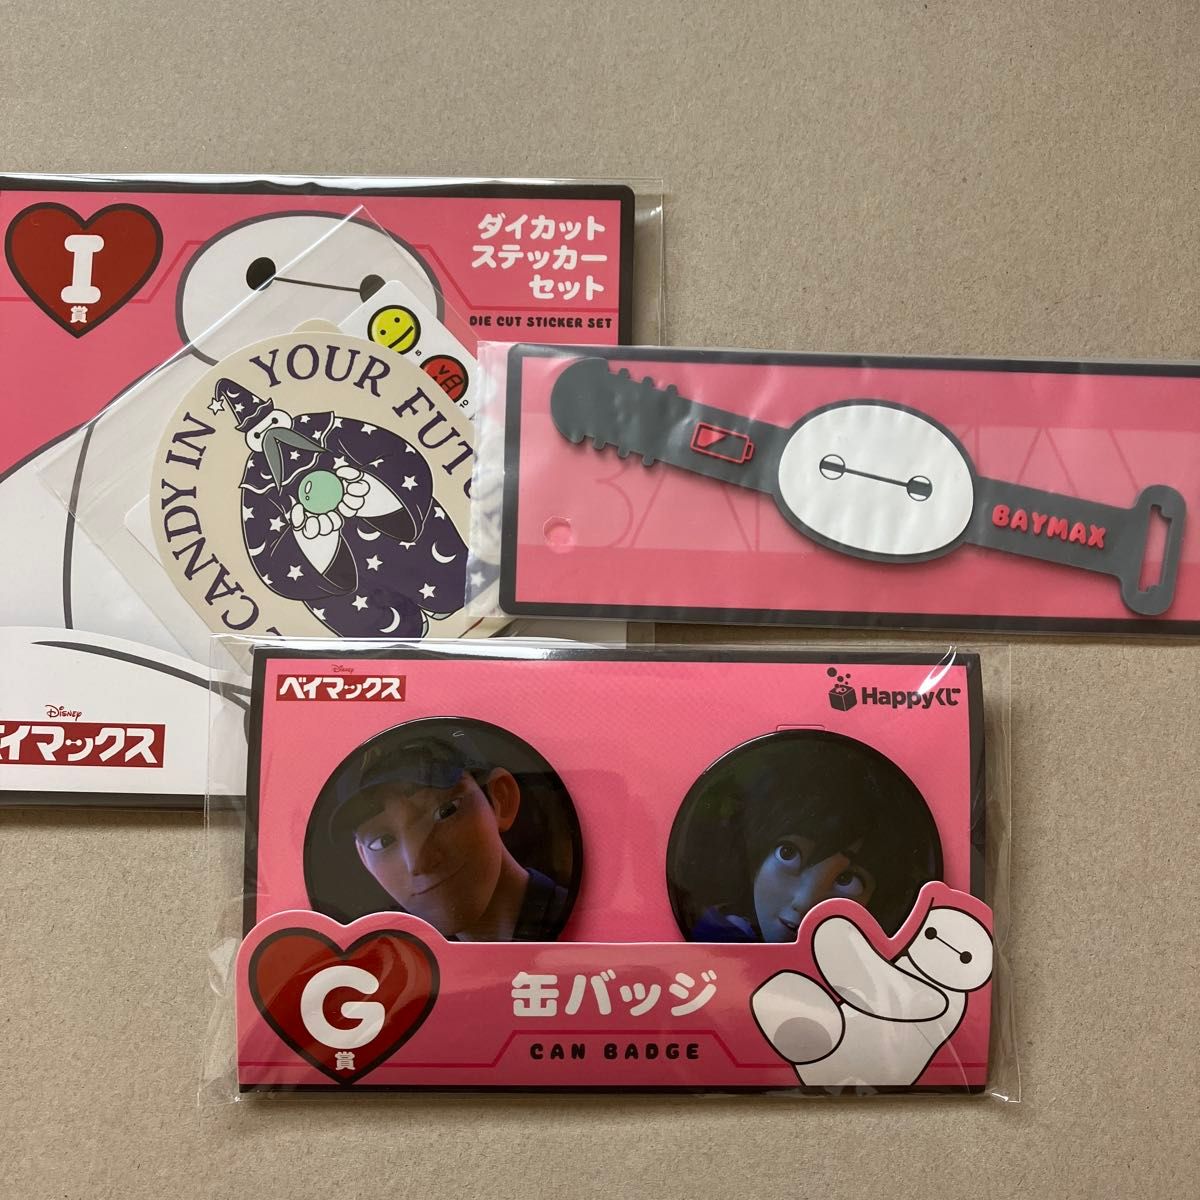 I
賞
ダイカット
ステッカー
セット
DIE CUT STICKER SET
CANDY IN YOUR FUTU
BAYMAX
Disney
ベイマックス
Disney
ベイマックス
Happyくじ
G
賞
缶バッジ
CAN BADGE